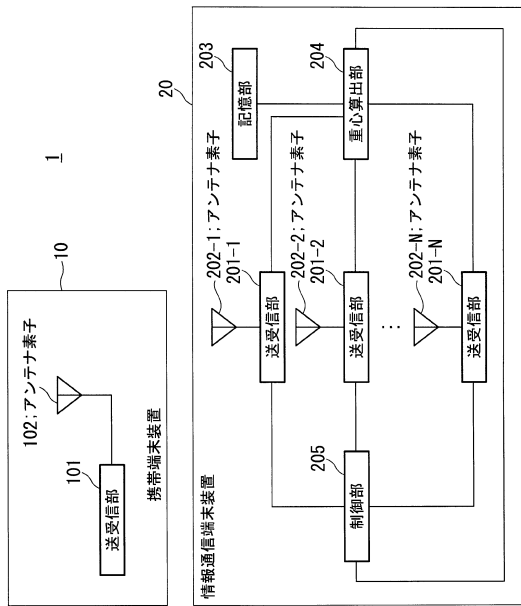 1
10
102;アンテナ素子
101
送受信部
携帯端末装置
20
情報通信端末装置
203
記憶部
204
重心算出部
202-1;アンテナ素子
201-1
送受信部
202-2;アンテナ素子
201-2
送受信部
...
202-N;アンテナ素子
201-N
送受信部
205
制御部